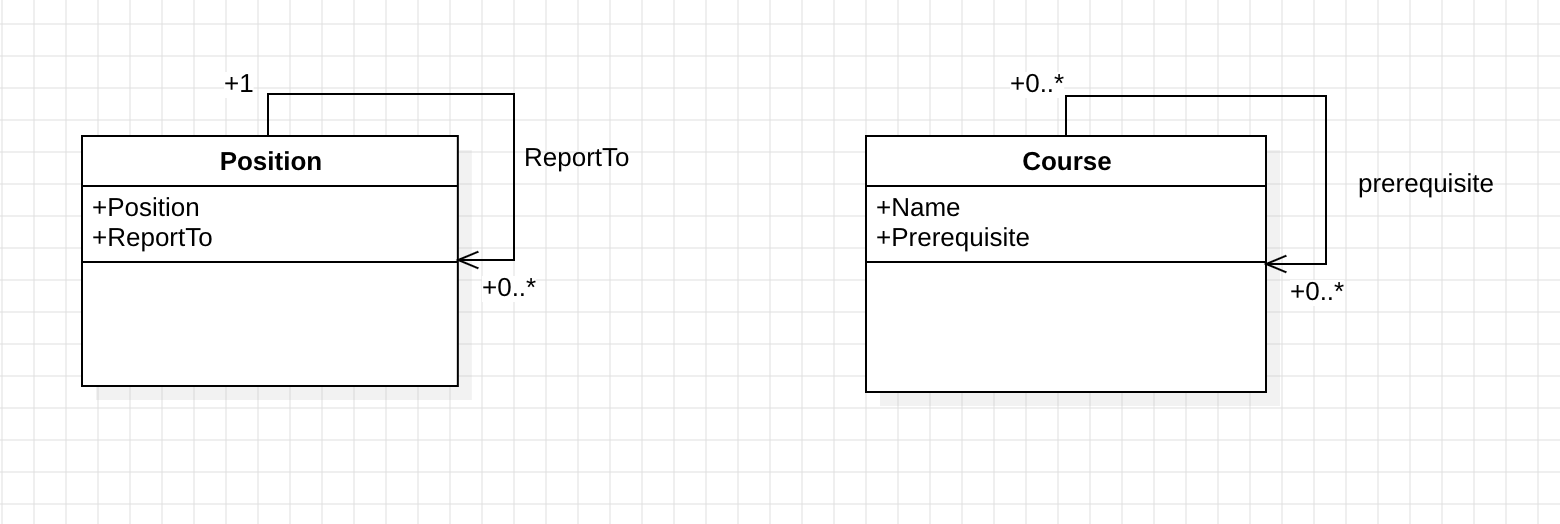 +1
ReportTo
Position
+Position
+ReportTo
+0..*
+0..*
prerequisite
Course
+Name
+Prerequisite
+0..*